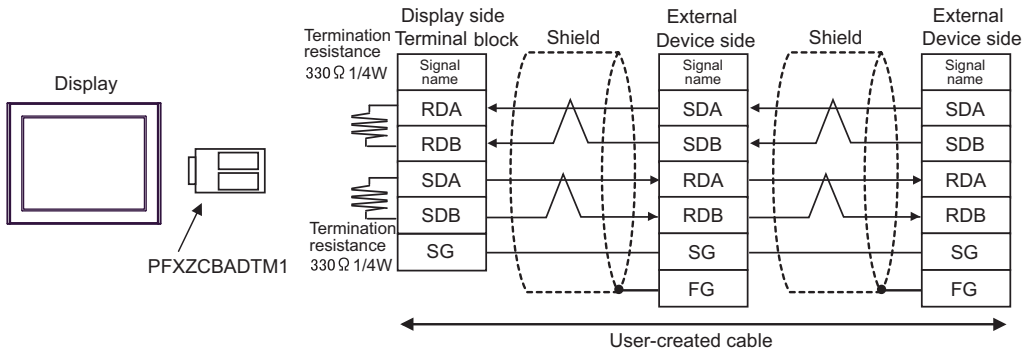 Display
PFXZCBADTM1
Termination
resistance
330Ω 1/4W
Termination
resistance
330Ω 1/4W
Display side
Terminal block
Signal
name
RDA
RDB
SDA
SDB
SG
Shield
External
Device side
Signal
name
SDA
SDB
RDA
RDB
SG
FG
Shield
External
Device side
Signal
name
SDA
SDB
RDA
RDB
SG
FG
User-created cable